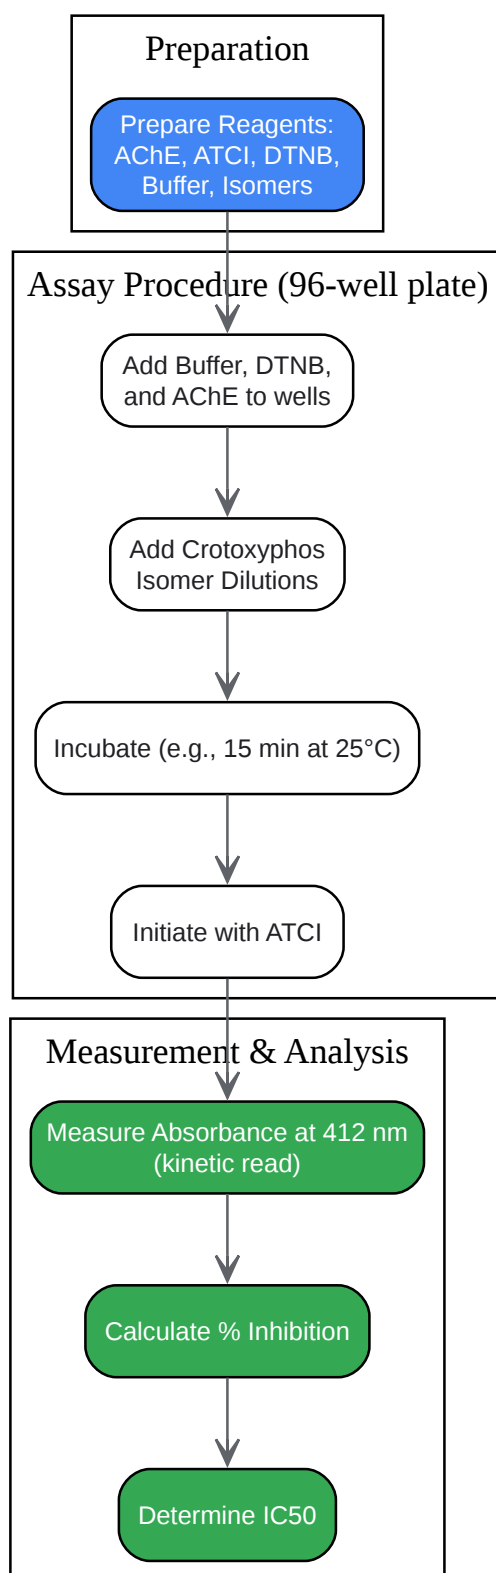 Preparation
Prepare Reagents:
AChE, ATCI, DTNB,
Buffer, Isomers
Assay Procedure (96-well plate)
Add Buffer, DTNB,
and AChE to wells
Add Crotoxyphos
Isomer Dilutions
Incubate (e.g., 15 min at 25°C)
Initiate with ATCI
Measurement & Analysis
Measure Absorbance at 412 nm
(kinetic read)
Calculate % Inhibition
Determine IC50